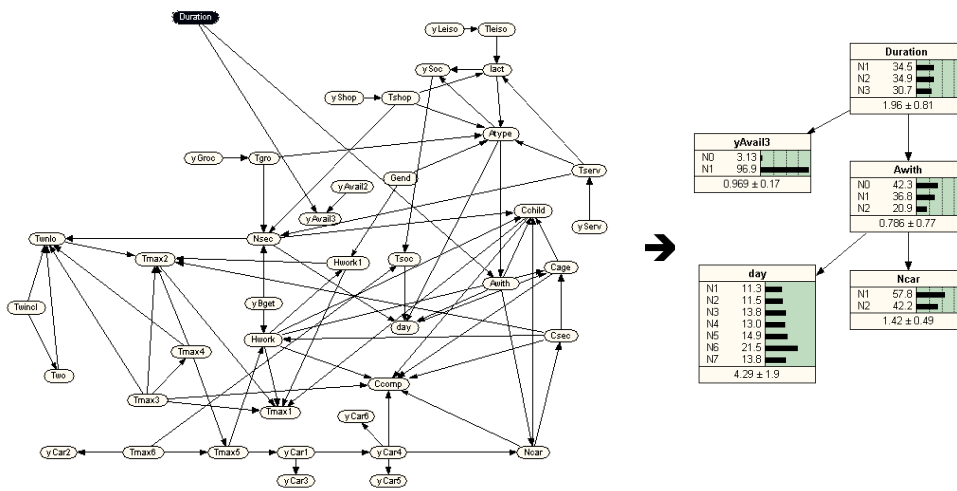 Duration
yLeiso Tleiso
ySoc Iact
yShop Tshop
Atype
yGroc Tgro
Gend
Tserv
yAvail2
yAvail3
Cchild
yServ
Twnlo
Nsec
Tmax2
Hwork1
Tsoc
Cage
Awith
Twincl
yBget
day
Hwork
Csec
Tmax4
Two
Tmax3
Tmax1
Ccomp
yCar6
yCar2 Tmax6 Tmax5 yCar1 yCar4 Ncar
yCar3 yCar5
Duration
N1 34.5
N2 34.9
N3 30.7
1.96 ± 0.81
yAvail3
N0 3.13
N1 96.9
0.969 ± 0.17
Awith
N0 42.3
N1 36.8
N2 20.9
0.786 ± 0.77
day
N1 11.3
N2 11.5
N3 13.8
N4 13.0
N5 14.9
N6 21.5
N7 13.8
4.29 ± 1.9
Ncar
N1 57.8
N2 42.2
1.42 ± 0.49